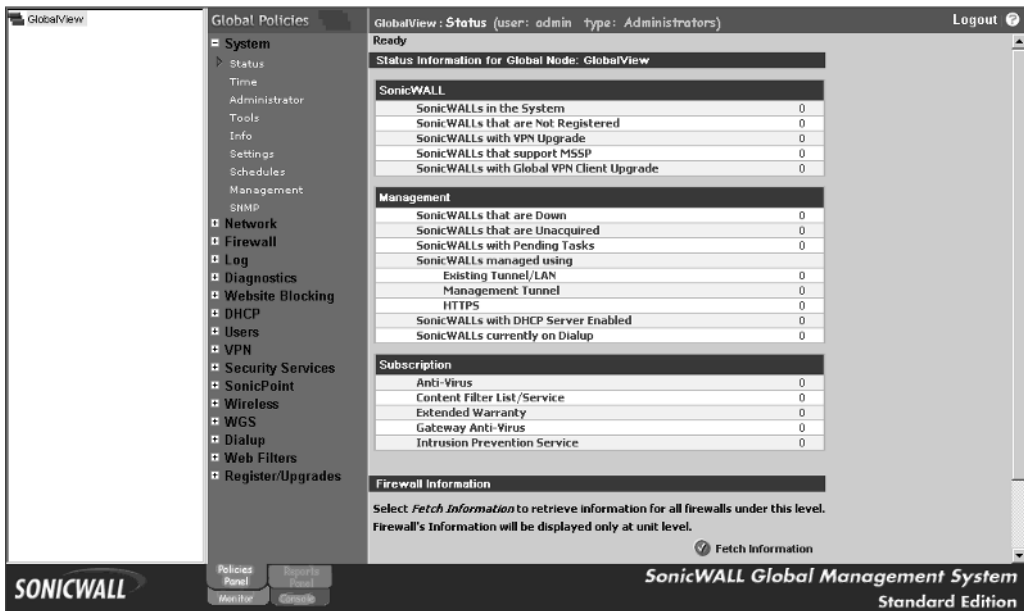 GlobalView
Global Policies
System
Status
Time
Administrator
Tools
Info
Settings
Schedules
Management
SNMP
Network
Firewall
Log
Diagnostics
Website Blocking
DHCP
Users
VPN
Security Services
SonicPoint
Wireless
WGS
Dialup
Web Filters
Register/Upgrades
GlobalView : Status (user: admin type: Administrators)
Logout
Ready
Status Information for Global Node: GlobalView
SonicWALL
SonicWALLs in the System 0
SonicWALLs that are Not Registered 0
SonicWALLs with VPN Upgrade 0
SonicWALLs that support MSSP 0
SonicWALLs with Global VPN Client Upgrade 0
Management
SonicWALLs that are Down 0
SonicWALLs that are Unacquired 0
SonicWALLs with Pending Tasks 0
SonicWALLs managed using
Existing Tunnel/LAN 0
Management Tunnel 0
HTTPS 0
SonicWALLs with DHCP Server Enabled 0
SonicWALLs currently on Dialup 0
Subscription
Anti-Virus 0
Content Filter List/Service 0
Extended Warranty 0
Gateway Anti-Virus 0
Intrusion Prevention Service 0
Firewall Information
Select Fetch Information to retrieve information for all firewalls under this level.
Firewall's Information will be displayed only at unit level.
Fetch Information
SONICWALL
Policies Panel
Reports Panel
Monitor
Console
SonicWALL Global Management System
Standard Edition